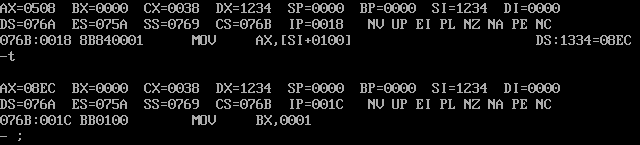 AX=0508 BX=0000 CX=0038 DX=1234 SP=0000 BP=0000 SI=1234 DI=0000
DS=076A ES=075A SS=0769 CS=076B IP=0018 NV UP EI PL NZ NA PE NC
076B:0018 8B840001 MOV AX,[SI+0100] DS:1334=08EC
-t
AX=08EC BX=0000 CX=0038 DX=1234 SP=0000 BP=0000 SI=1234 DI=0000
DS=076A ES=075A SS=0769 CS=076B IP=001C NV UP EI PL NZ NA PE NC
076B:001C BB0100 MOV BX,0001
- ;